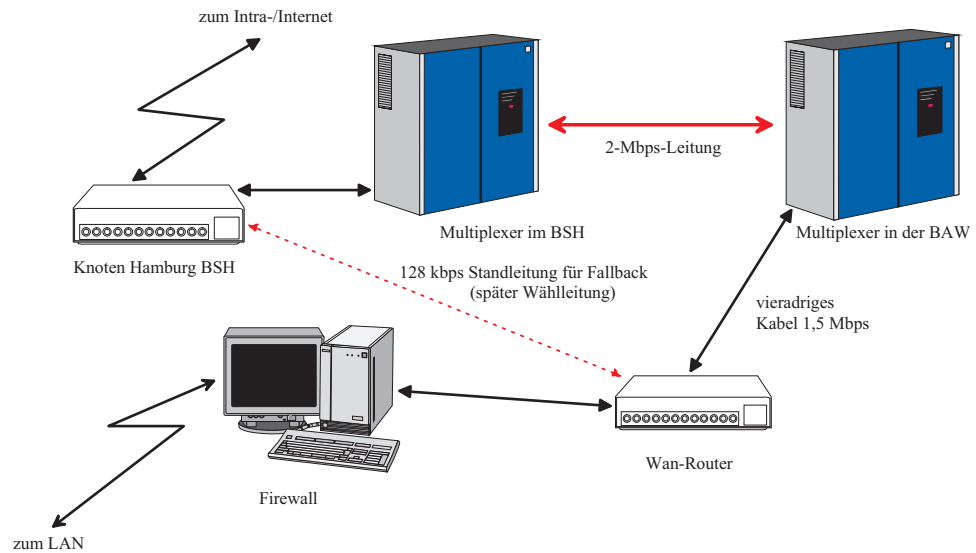 zum Intra-/Internet
2-Mbps-Leitung
Multiplexer im BSH
Multiplexer in der BAW
Knoten Hamburg BSH
128 kbps Standleitung für Fallback
(später Wählleitung)
vieradriges
Kabel 1,5 Mbps
Wan-Router
Firewall
zum LAN